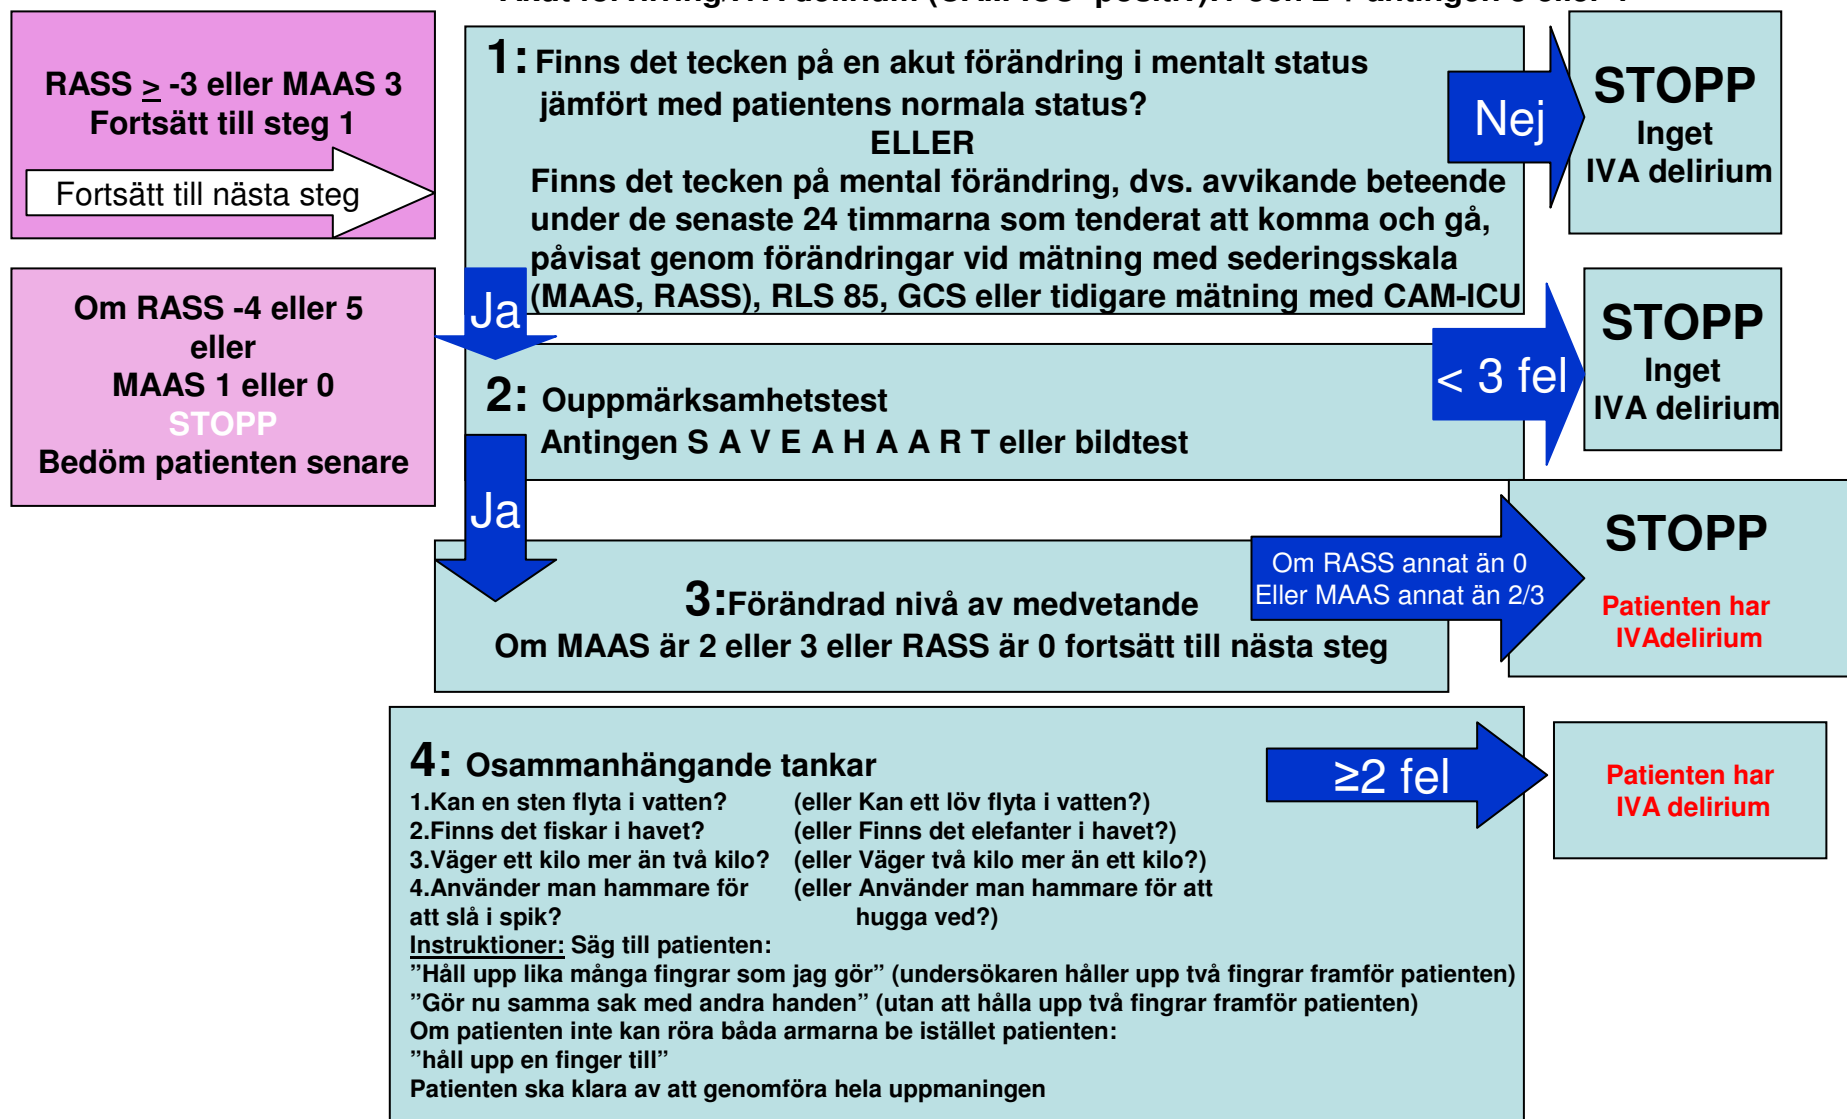 RASS ≥ -3 eller MAAS 3
Fortsätt till steg 1
Fortsätt till nästa steg
Om RASS -4 eller 5
eller
MAAS 1 eller 0
STOPP
Bedöm patienten senare
1: Finns det tecken på en akut förändring i mentalt status
jämfört med patientens normala status?
ELLER
Finns det tecken på mental förändring, dvs. avvikande beteende
under de senaste 24 timmarna som tenderat att komma och gå,
påvisat genom förändringar vid mätning med sederingsskala
(MAAS, RASS), RLS 85, GCS eller tidigare mätning med CAM-ICU
Nej
STOPP
Inget
IVA delirium
Ja
2: Ouppmärksamhetstest
Antingen S A V E A H A A R T eller bildtest
< 3 fel
STOPP
Inget
IVA delirium
Ja
3:Förändrad nivå av medvetande
Om MAAS är 2 eller 3 eller RASS är 0 fortsätt till nästa steg
Om RASS annat än 0
Eller MAAS annat än 2/3
STOPP
Patienten har
IVAdelirium
4: Osammanhängande tankar
1.Kan en sten flyta i vatten? (eller Kan ett löv flyta i vatten?)
2.Finns det fiskar i havet? (eller Finns det elefanter i havet?)
3.Väger ett kilo mer än två kilo? (eller Väger två kilo mer än ett kilo?)
4.Använder man hammare för (eller Använder man hammare för att
att slå i spik? hugga ved?)
Instruktioner: Säg till patienten:
”Håll upp lika många fingrar som jag gör” (undersökaren håller upp två fingrar framför patienten)
”Gör nu samma sak med andra handen” (utan att hålla upp två fingrar framför patienten)
Om patienten inte kan röra båda armarna be istället patienten:
”håll upp en finger till”
Patienten ska klara av att genomföra hela uppmaningen
≥2 fel
Patienten har
IVA delirium